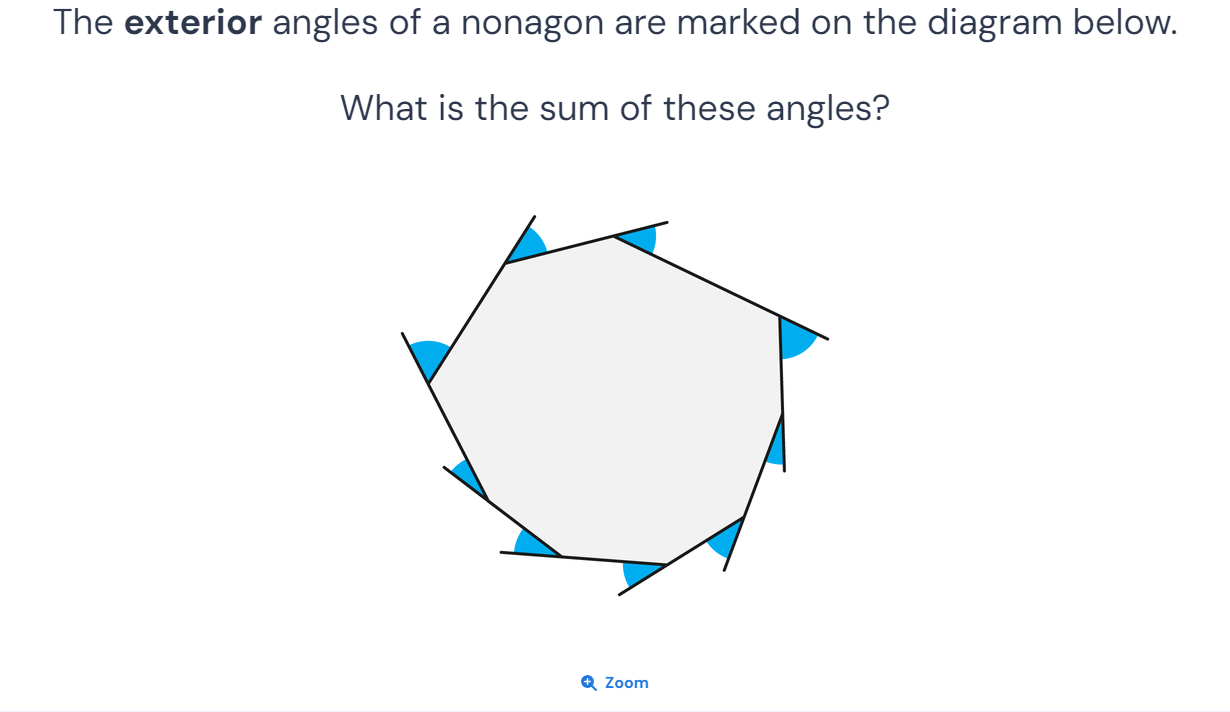 The exterior angles of a nonagon are marked on the diagram below.
What is the sum of these angles?
Zoom